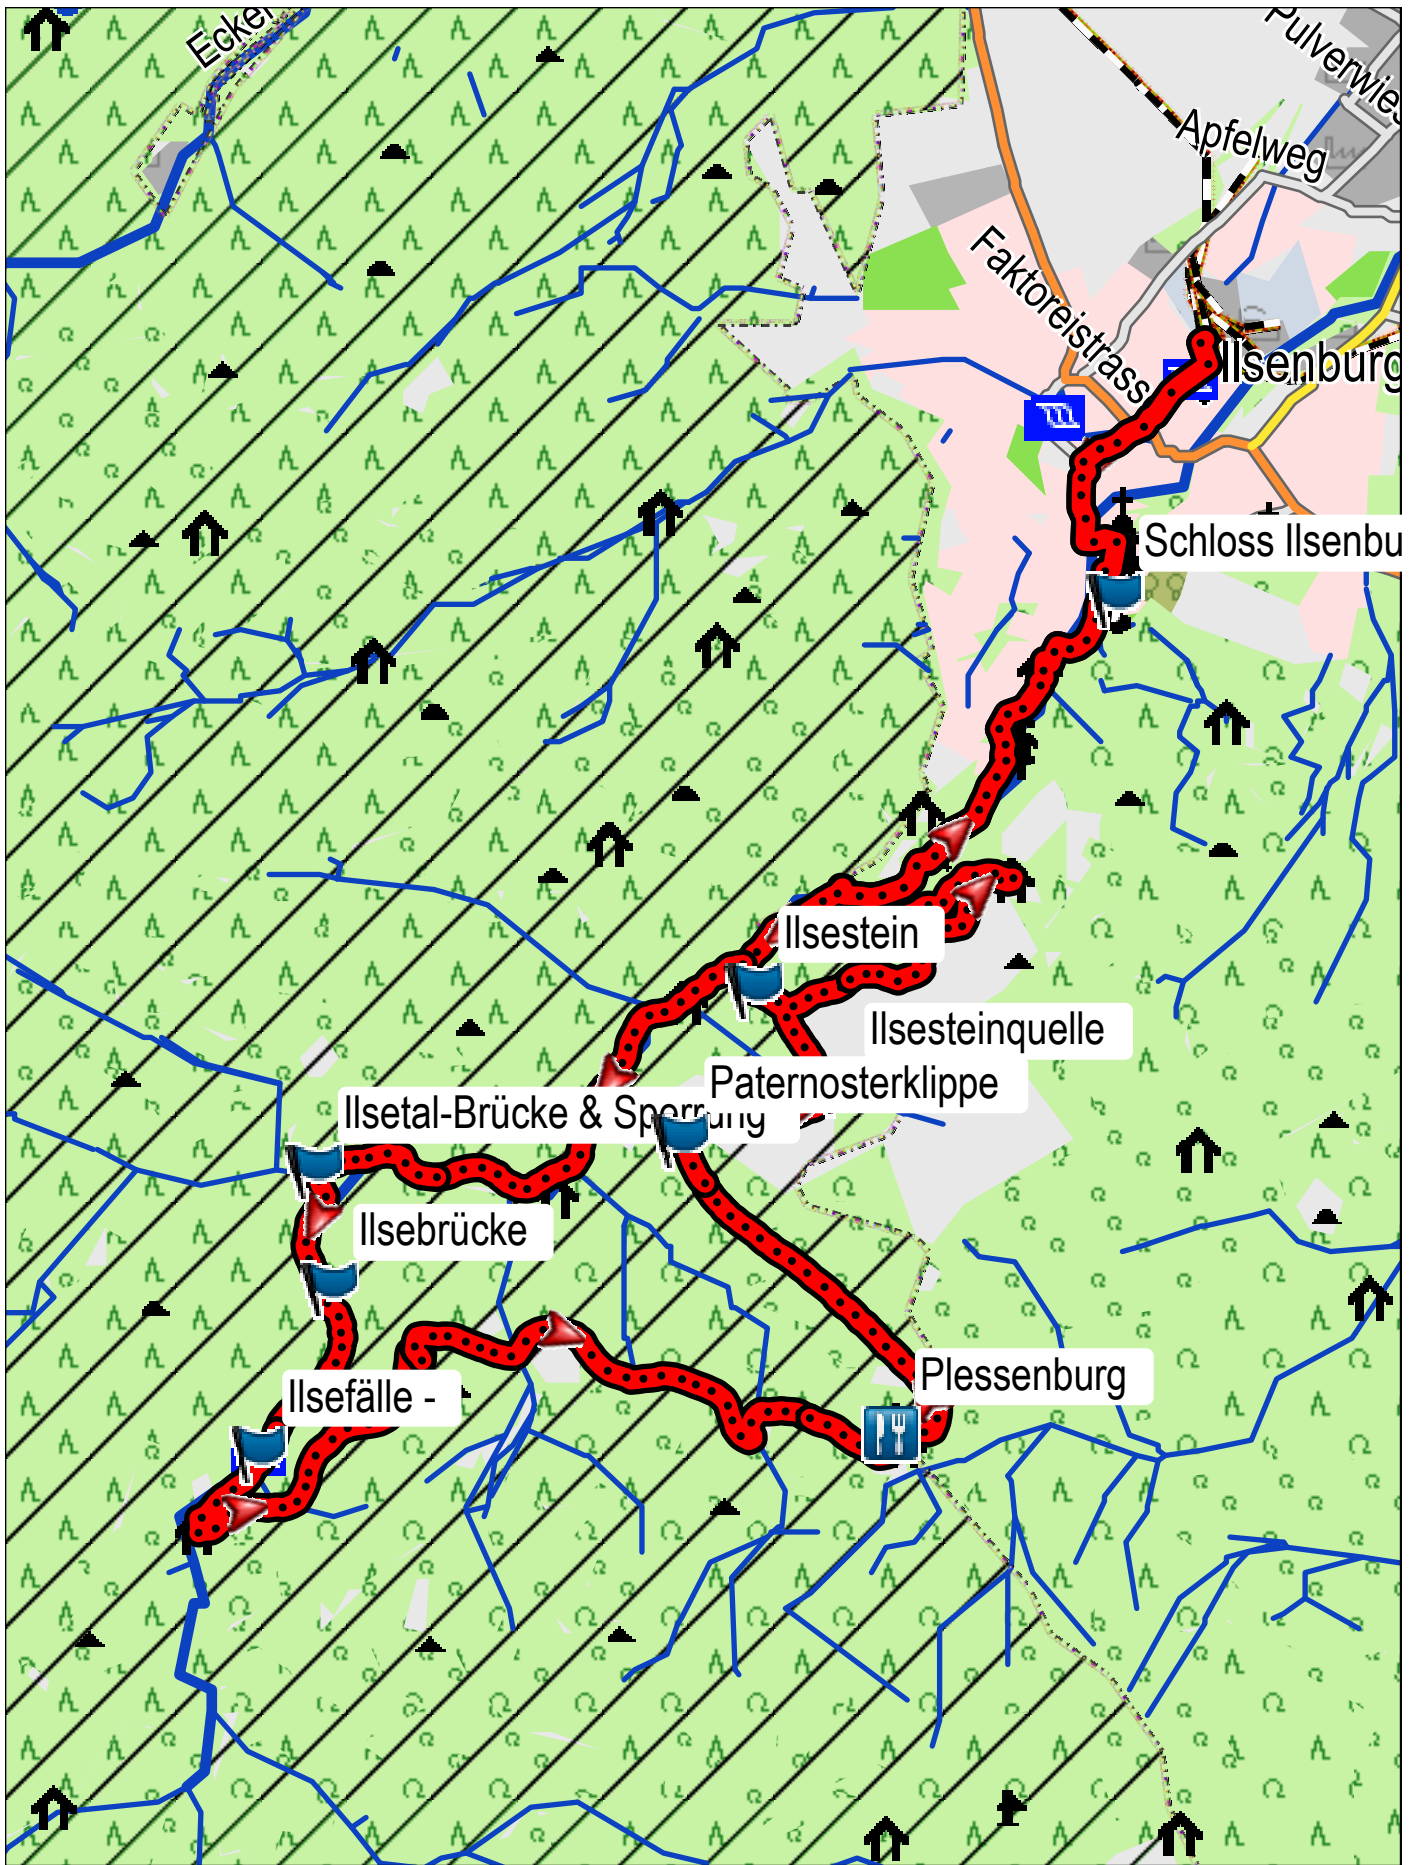 Ecker
Pulverwies
Apfelweg
Faktoreistrass
Ilsenburg
Schloss Ilsenbu
Ilsestein
Ilsesteinquelle
Paternosterklippe
Ilsetal-Brücke & Sperrung
Ilsebrücke
Plessenburg
Ilsefälle -